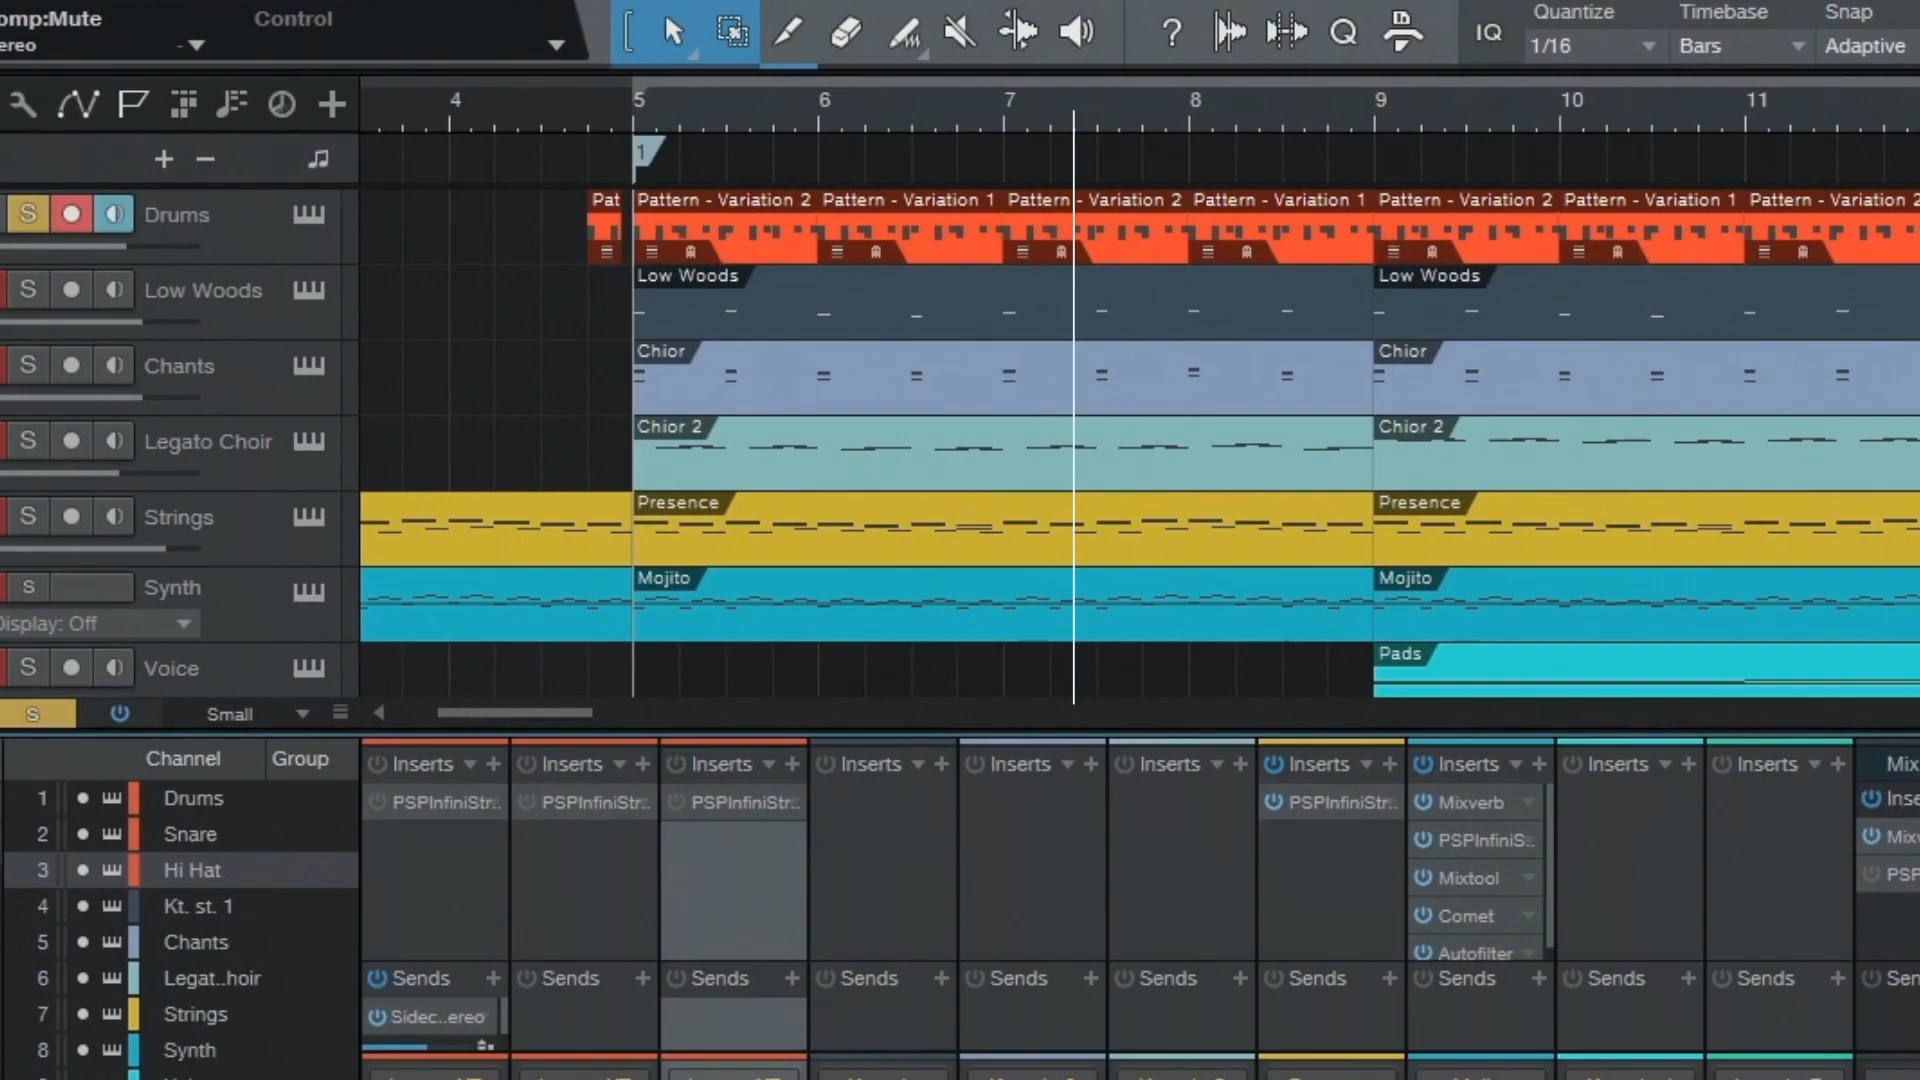 omp:Mute Control
ereo -
? Q IQ Quantize Timebase Snap
1/16 Bars Adaptive
4 5 6 7 8 9 10 11
+ − 1
Pat Pattern - Variation 2 Pattern - Variation 1 Pattern - Variation 2 Pattern - Variation 1 Pattern - Variation 2 Pattern - Variation 1 Pattern - Variation 2
S Drums
Low Woods Low Woods
S Low Woods
Chior Chior
S Chants
Chior 2 Chior 2
S Legato Choir
Presence Presence
S Strings
Mojito Mojito
S Synth
Display: Off
Pads
S Voice
S Small
Channel Group
Inserts Inserts Inserts Inserts Inserts Inserts Inserts Inserts Inserts Inserts Mix
1 Drums PSPInfiniStr.. PSPInfiniStr.. PSPInfiniStr.. PSPInfiniStr.. Mixverb Inse
2 Snare PSPInfiniS.. Mixv
3 Hi Hat Mixtool PSP
4 Kt. st. 1 Comet
5 Chants Autofilter
6 Legat..hoir Sends Sends Sends Sends Sends Sends Sends Sends Sends Sends Sen
7 Strings Sidec..ereo
8 Synth